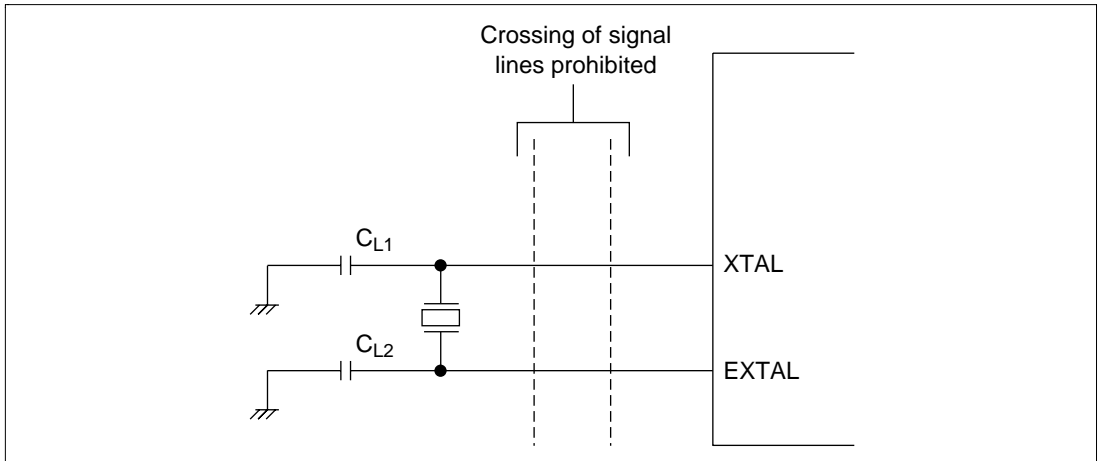 Crossing of signal
lines prohibited
CL1
XTAL
CL2
EXTAL